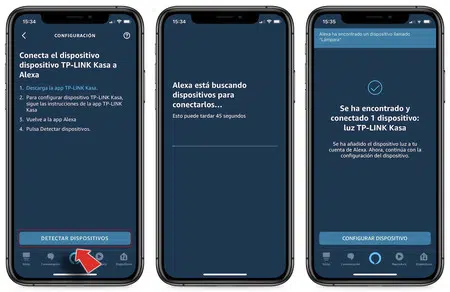 15:34
CONFIGURACIÓN
Conecta el dispositivo
dispositivo TP-LINK Kasa a
Alexa
1. Descarga la app TP-LINK Kasa.
2. Para configurar dispositivo TP-LINK Kasa,
sigue las instrucciones de la app TP-LINK
Kasa
3. Vuelve a la app Alexa
4. Pulsa Detectar dispositivos.
DETECTAR DISPOSITIVOS
Inicio
Comunicación
Reproducir
Dispositivos
15:34
Alexa está buscando
dispositivos para
conectarlos...
Esto puede tardar 45 segundos
15:35
Alexa ha encontrado un dispositivo llamado
"Lámpara"
Se ha encontrado y
conectado 1 dispositivo:
luz TP-LINK Kasa
Se ha añadido el dispositivo luz a tu
cuenta de Alexa. Ahora, continúa con la
configuración del dispositivo.
CONFIGURAR DISPOSITIVO
Inicio
Comunicación
Reproducir
Dispositivos